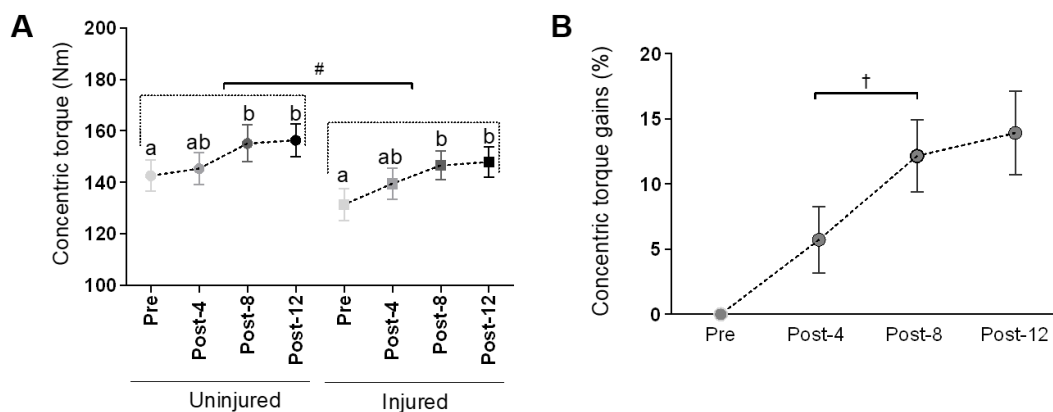 A
Concentric torque (Nm)
200
180
160
140
120
100
#
a
ab
b
b
a
ab
b
b
Pre
Post-4
Post-8
Post-12
Pre
Post-4
Post-8
Post-12
Uninjured
Injured
B
Concentric torque gains (%)
20
15
10
5
0
†
Pre
Post-4
Post-8
Post-12